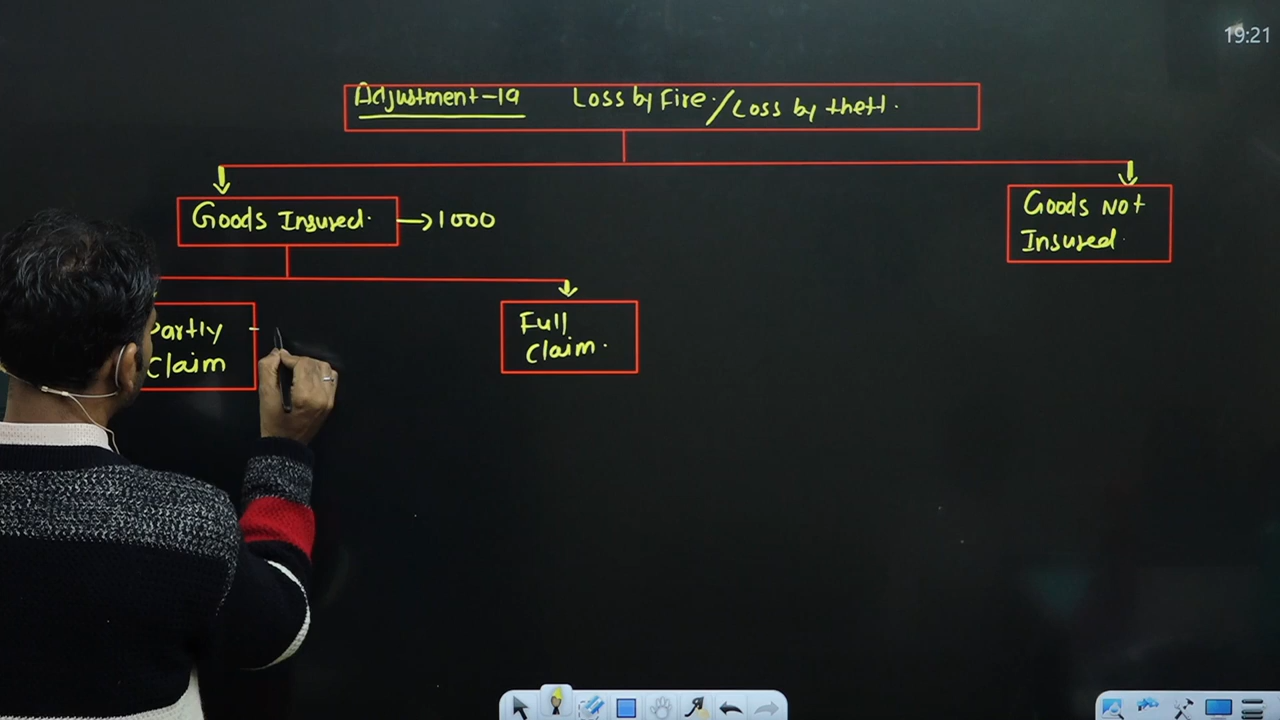 19:21
Adjustment-19 Loss by Fire./Loss by theft.
Goods Insured. →1000
Goods Not
Insured.
Partly
Claim
Full
Claim.